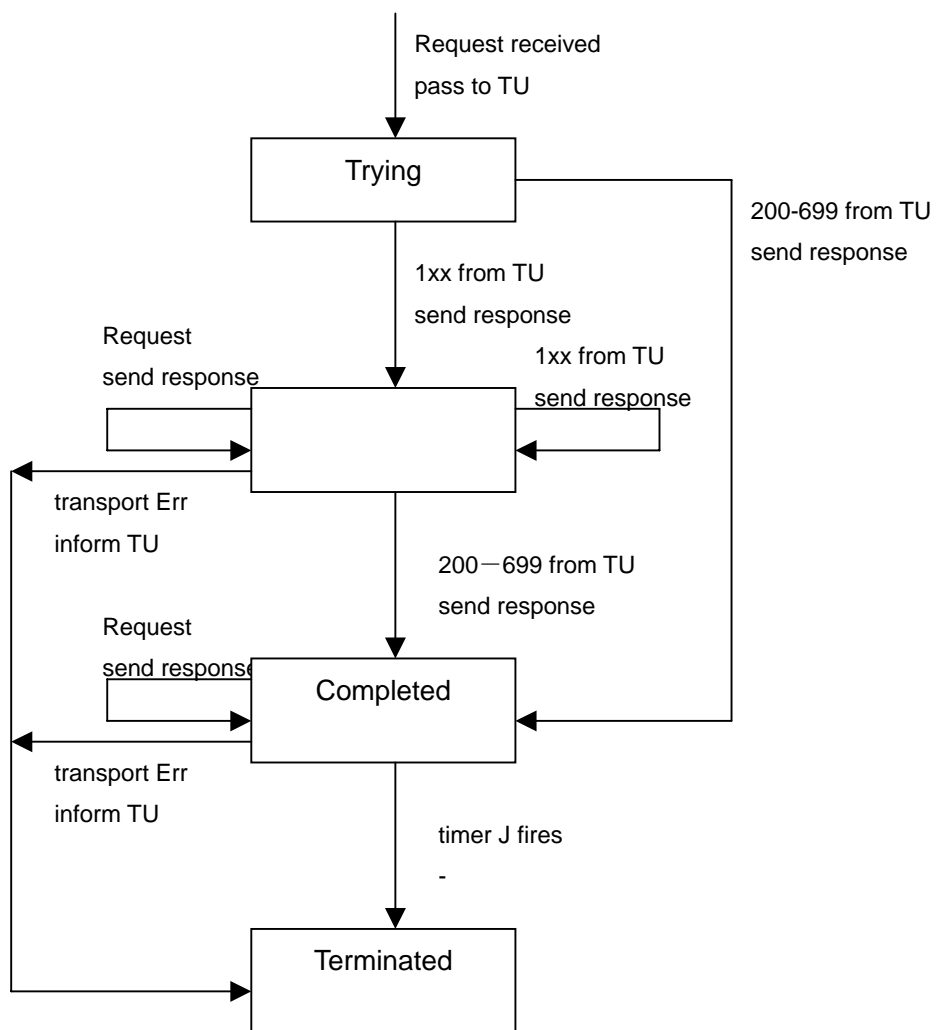 Request received
pass to TU
Trying
200-699 from TU
send response
1xx from TU
send response
Request
send response
1xx from TU
send response
transport Err
inform TU
200－699 from TU
send response
Request
send response
Completed
transport Err
inform TU
timer J fires
-
Terminated